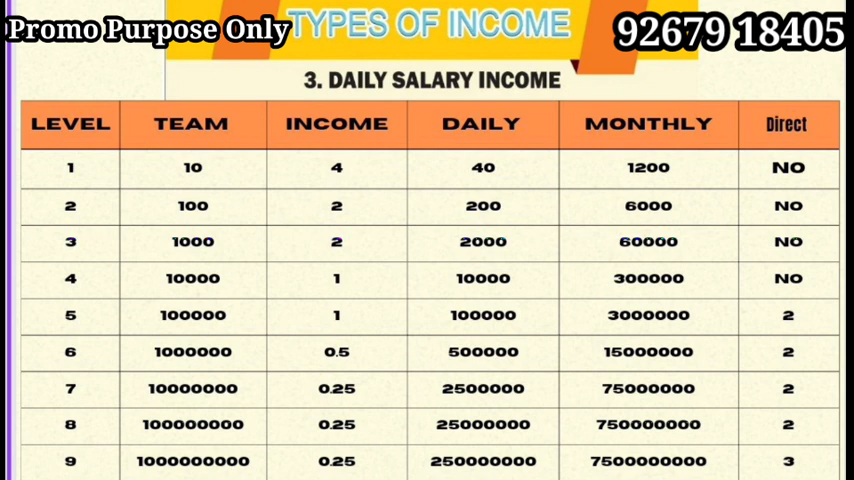 Promo Purpose Only TYPES OF INCOME 92679 18405
3. DAILY SALARY INCOME
LEVEL TEAM INCOME DAILY MONTHLY Direct
1 10 4 40 1200 NO
2 100 2 200 6000 NO
3 1000 2 2000 60000 NO
4 10000 1 10000 300000 NO
5 100000 1 100000 3000000 2
6 1000000 0.5 500000 15000000 2
7 10000000 0.25 2500000 75000000 2
8 100000000 0.25 25000000 750000000 2
9 1000000000 0.25 250000000 7500000000 3